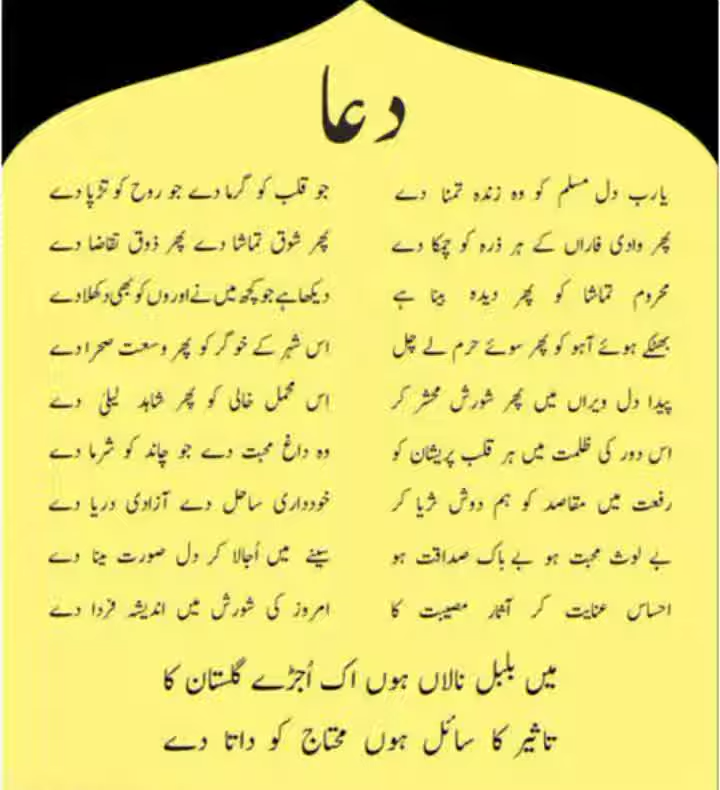 دعا
یارب دل مسلم کو وہ زندہ تمنا دے جو قلب کو گرما دے جو روح کو تڑپا دے
پھر وادی فاراں کے ہر ذرہ کو چمکا دے پھر شوق تماشا دے پھر ذوق تقاضا دے
محروم تماشا کو پھر دیدہ بینا ہے دیکھا ہے جو کچھ میں نے اوروں کو بھی دکھلا دے
بھٹکے ہوئے آہو کو پھر سوئے حرم لے چل اس شہر کے خوگر کو پھر وسعت صحرا دے
پیدا دل ویراں میں پھر شورش محشر کر اس محمل خالی کو پھر شاہد لیلیٰ دے
اس دور کی ظلمت میں ہر قلب پریشان کو وہ داغ محبت دے جو چاند کو شرما دے
رفعت میں مقاصد کو ہم دوش ثریا کر خودداری ساحل دے آزادی دریا دے
بے لوث محبت ہو بے باک صداقت ہو سینے میں اُجالا کر دل صورت مینا دے
احساس عنایت کر آثار مصیبت کا امروز کی شورش میں اندیشہ فردا دے
میں بلبل نالاں ہوں اک اُجڑے گلستان کا
تاثیر کا سائل ہوں محتاج کو داتا دے